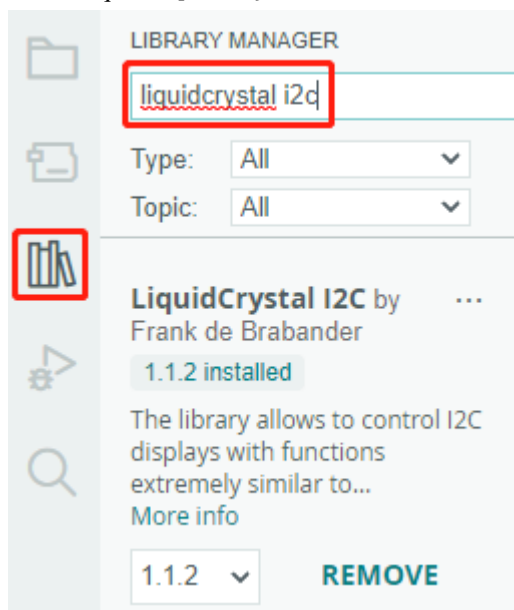 LIBRARY MANAGER
liquidcrystal i2c
Type: All
Topic: All
LiquidCrystal I2C by ...
Frank de Brabander
1.1.2 installed
The library allows to control I2C
displays with functions
extremely similar to...
More info
1.1.2 REMOVE